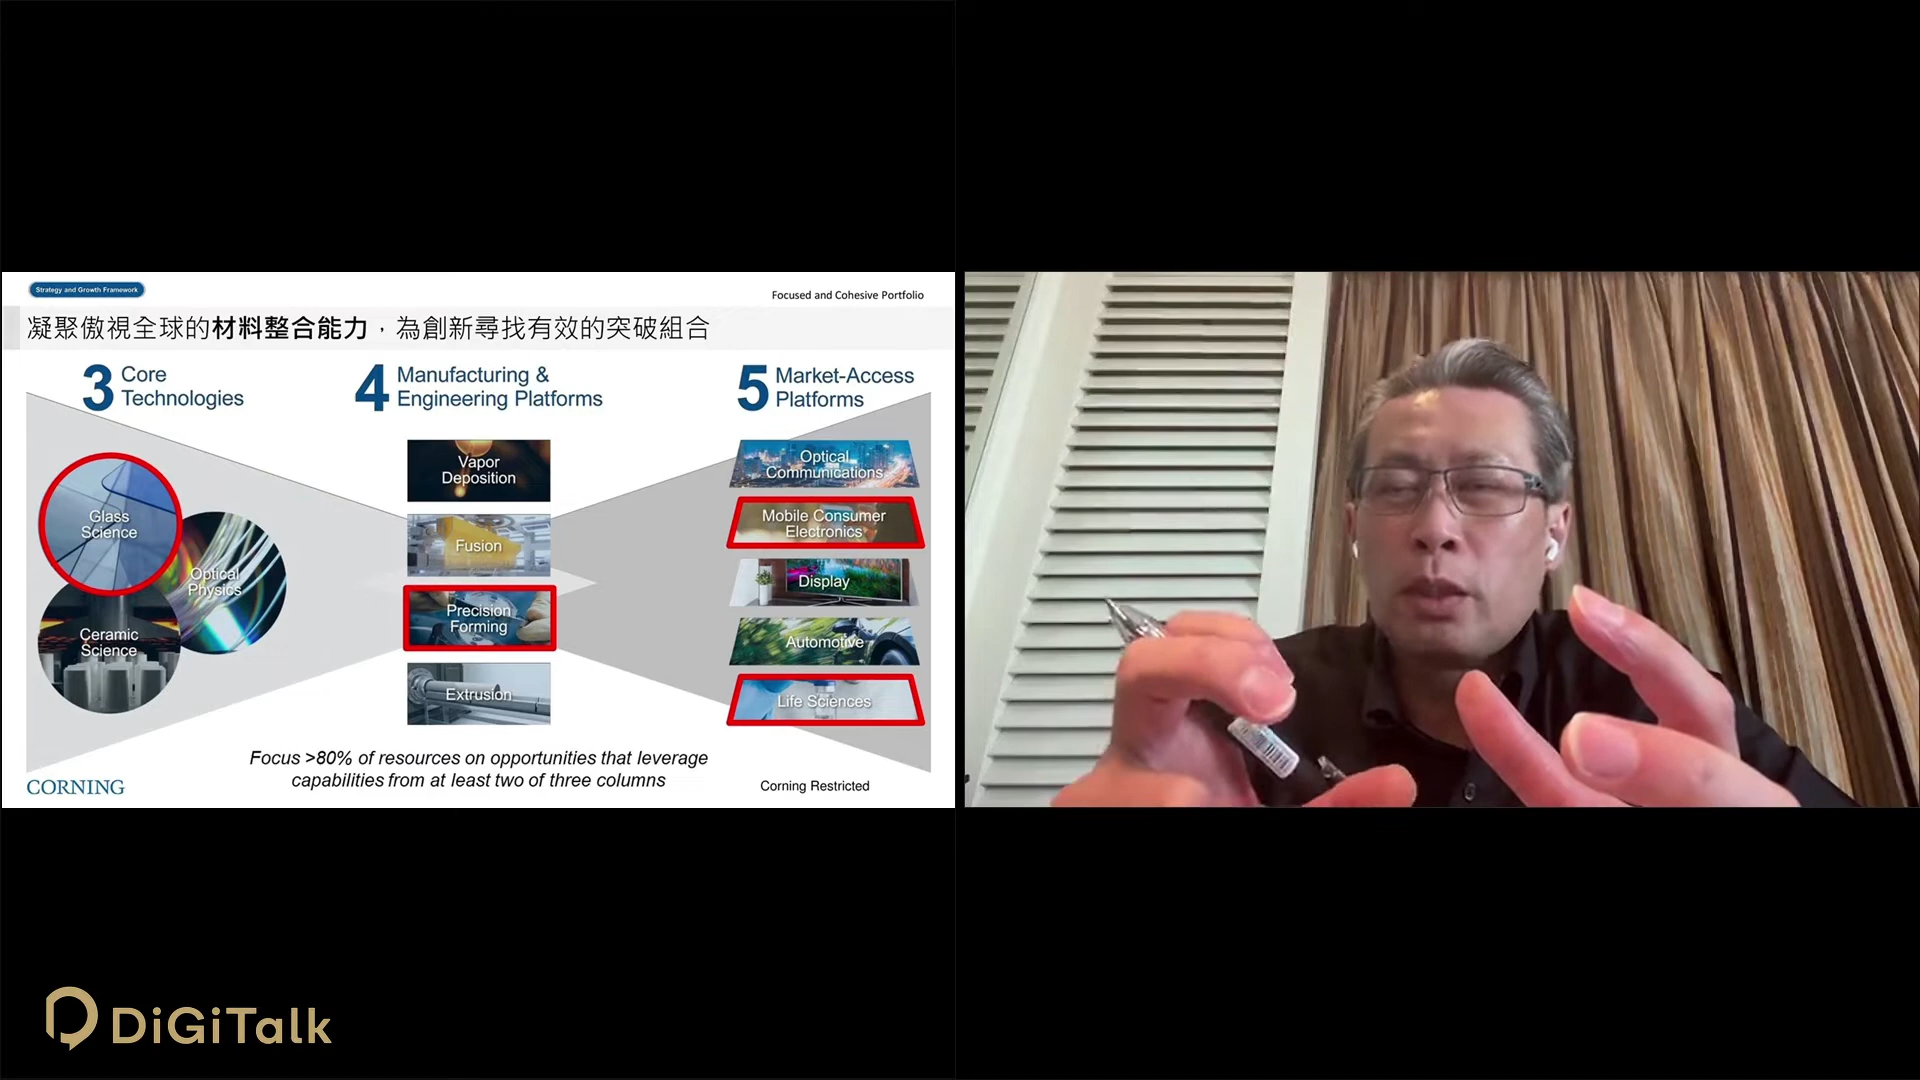 Strategy and Growth Framework
Focused and Cohesive Portfolio
凝聚傲視全球的材料整合能力，為創新尋找有效的突破組合
3 Core
Technologies
4 Manufacturing &
Engineering Platforms
5 Market-Access
Platforms
Glass
Science
Optical
Physics
Ceramic
Science
Vapor
Deposition
Fusion
Precision
Forming
Extrusion
Optical
Communications
Mobile Consumer
Electronics
Display
Automotive
Life Sciences
Focus >80% of resources on opportunities that leverage
capabilities from at least two of three columns
CORNING
Corning Restricted
DiGiTalk